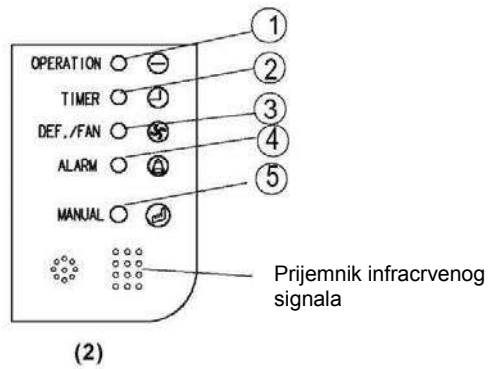 1
OPERATION
2
TIMER
3
DEF./FAN
4
ALARM
5
MANUAL
Prijemnik infracrvenog
signala
(2)